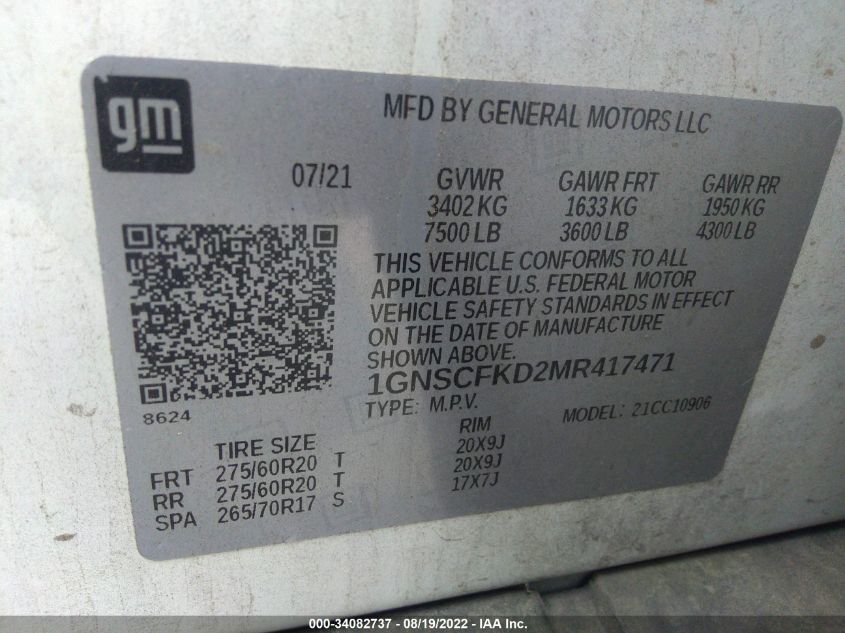 gm
MFD BY GENERAL MOTORS LLC
07/21 GVWR GAWR FRT GAWR RR
3402 KG 1633 KG 1950 KG
7500 LB 3600 LB 4300 LB
THIS VEHICLE CONFORMS TO ALL
APPLICABLE U.S. FEDERAL MOTOR
VEHICLE SAFETY STANDARDS IN EFFECT
ON THE DATE OF MANUFACTURE
SHOWN ABOVE.
1GNSCFKD2MR417471
8624
TYPE: M.P.V. MODEL: 21CC10906
TIRE SIZE RIM
FRT 275/60R20 T 20X9J
RR 275/60R20 T 20X9J
SPA 265/70R17 S 17X7J
000-34082737 - 08/19/2022 - IAA Inc.